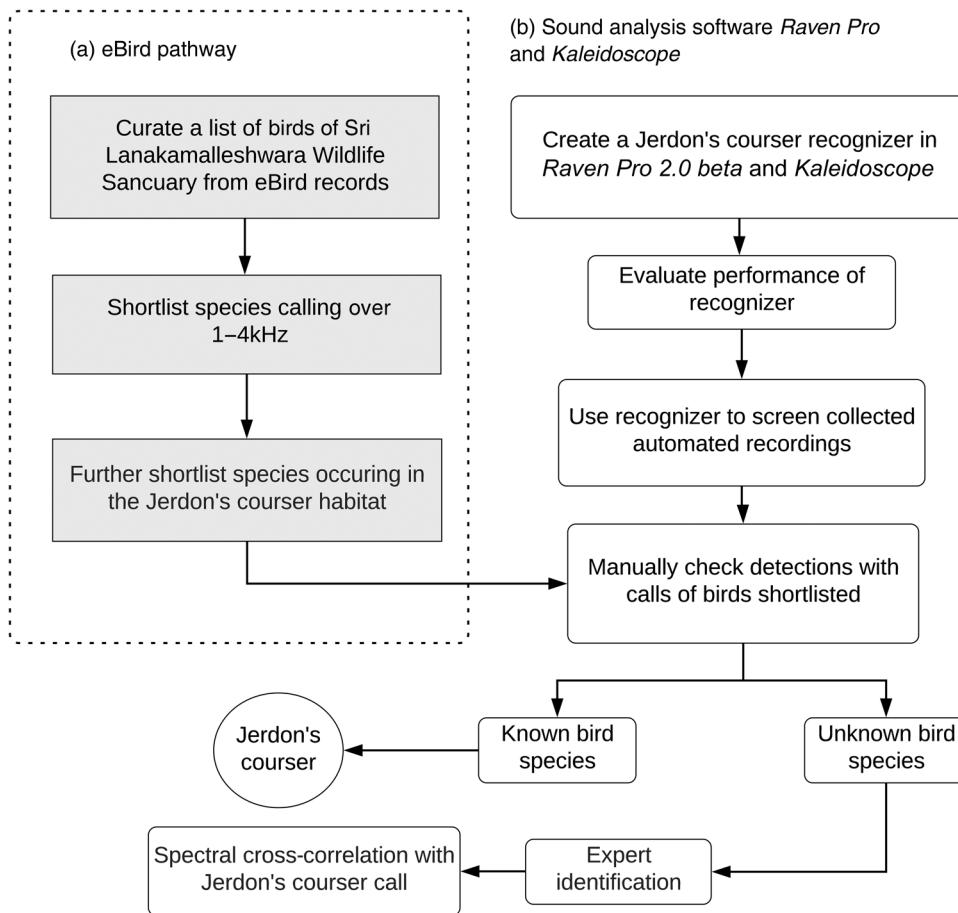 (a) eBird pathway
Curate a list of birds of Sri
Lanakamalleshwara Wildlife
Sancuary from eBird records
Shortlist species calling over
1–4kHz
Further shortlist species occuring in
the Jerdon's courser habitat
(b) Sound analysis software Raven Pro
and Kaleidoscope
Create a Jerdon's courser recognizer in
Raven Pro 2.0 beta and Kaleidoscope
Evaluate performance of
recognizer
Use recognizer to screen collected
automated recordings
Manually check detections with
calls of birds shortlisted
Known bird
species
Unknown bird
species
Jerdon's
courser
Expert
identification
Spectral cross-correlation with
Jerdon's courser call